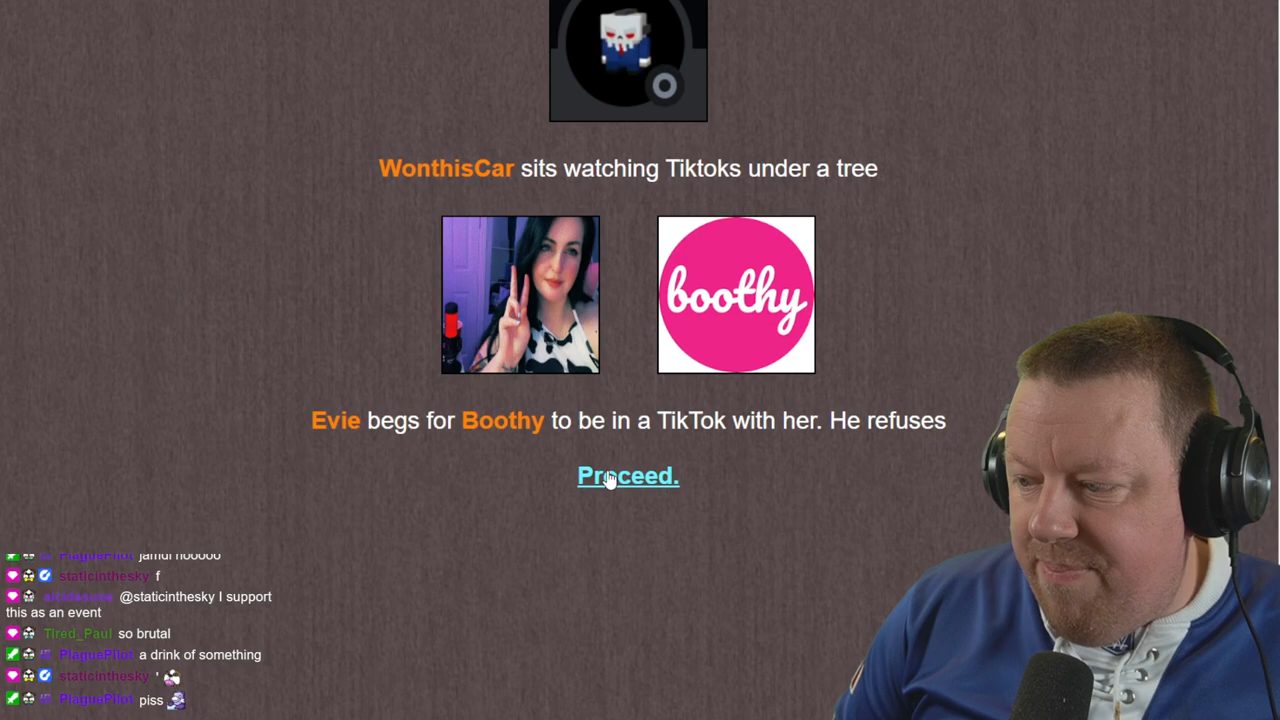 WonthisCar sits watching Tiktoks under a tree
boothy
Evie begs for Boothy to be in a TikTok with her. He refuses
Proceed.
PlaguePilot jamdi nooooo
staticinthesky f
@staticinthesky I support
this as an event
TIred_Paul so brutal
PlaguePilot a drink of something
staticinthesky '
PlaguePilot piss